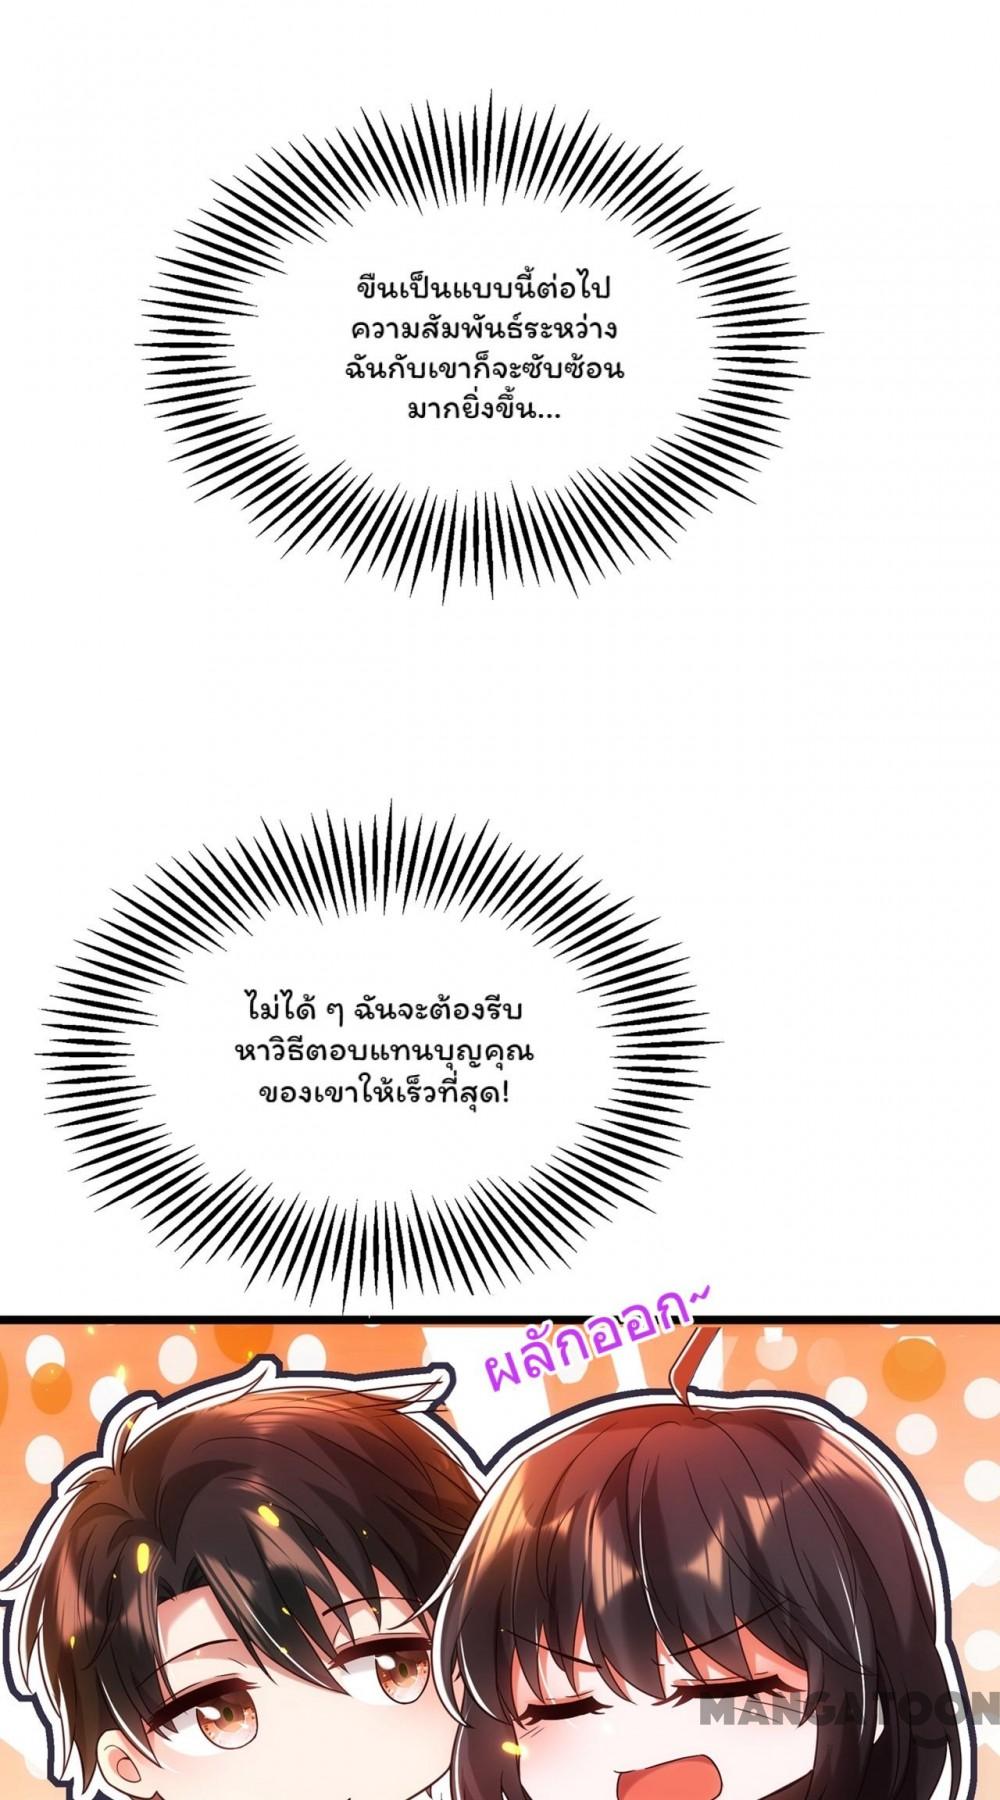 ขืนเป็นแบบนี้ต่อไป
ความสัมพันธ์ระหว่าง
ฉันกับเขาก็จะซับซ้อน
มากยิ่งขึ้น...
ไม่ได้ ๆ ฉันจะต้องรีบ
หาวิธีตอบแทนบุญคุณ
ของเขาให้เร็วที่สุด!
ผลักออก~
MANGATOON